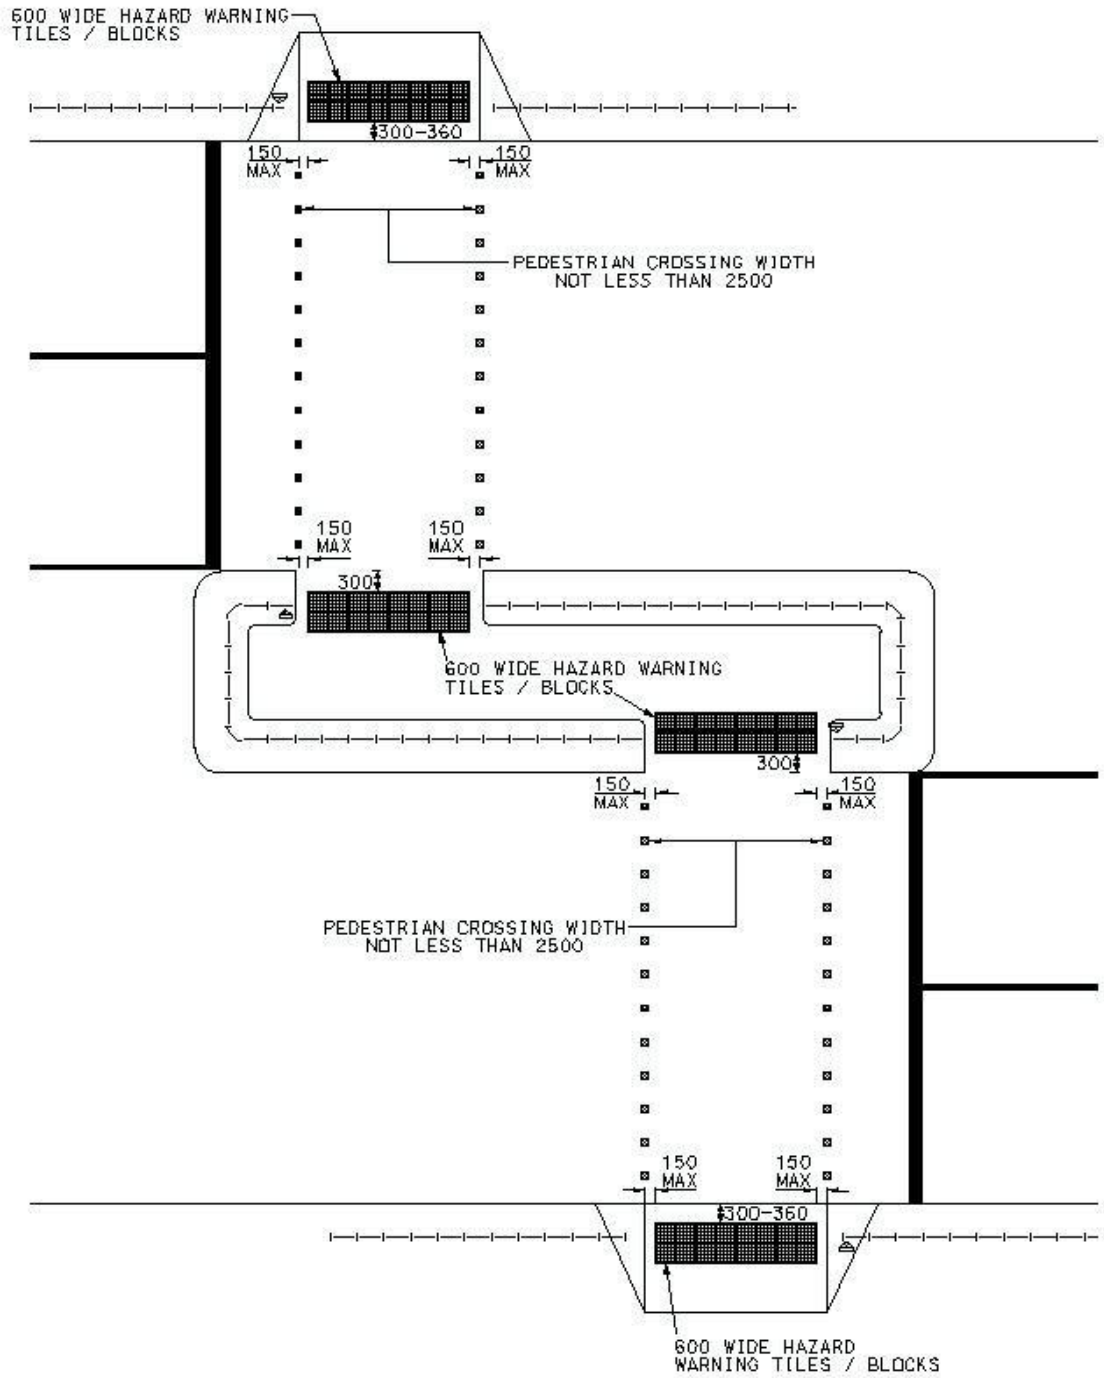 600 WIDE HAZARD WARNING
TILES / BLOCKS
300-360
150
MAX
150
MAX
PEDESTRIAN CROSSING WIDTH
NOT LESS THAN 2500
150
MAX
150
MAX
300
600 WIDE HAZARD WARNING
TILES / BLOCKS
300
150
MAX
150
MAX
PEDESTRIAN CROSSING WIDTH
NOT LESS THAN 2500
150
MAX
150
MAX
300-360
600 WIDE HAZARD
WARNING TILES / BLOCKS